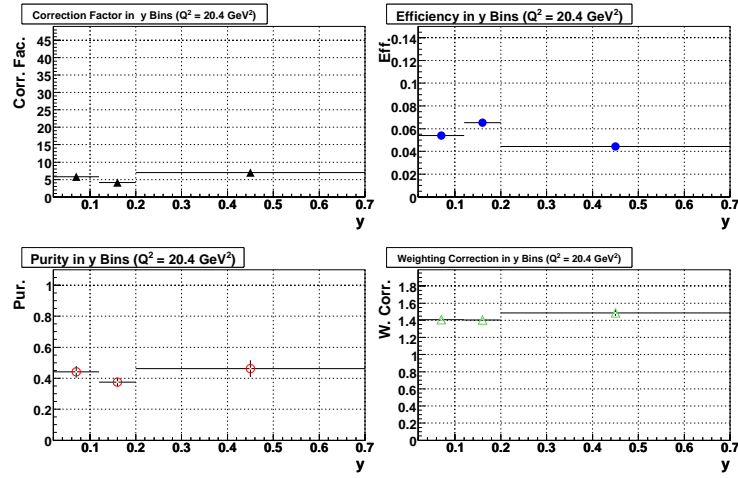 Correction Factor in y Bins (Q² = 20.4 GeV²)
Corr. Fac.
45
40
35
30
25
20
15
10
5
0
0.1 0.2 0.3 0.4 0.5 0.6 0.7
y
Efficiency in y Bins (Q² = 20.4 GeV²)
Eff.
0.14
0.12
0.1
0.08
0.06
0.04
0.02
0
0.1 0.2 0.3 0.4 0.5 0.6 0.7
y
Purity in y Bins (Q² = 20.4 GeV²)
Pur.
1
0.8
0.6
0.4
0.2
0
0.1 0.2 0.3 0.4 0.5 0.6 0.7
y
Weighting Correction in y Bins (Q² = 20.4 GeV²)
W. Corr.
1.8
1.6
1.4
1.2
1
0.8
0.6
0.4
0.2
0
0.1 0.2 0.3 0.4 0.5 0.6 0.7
y